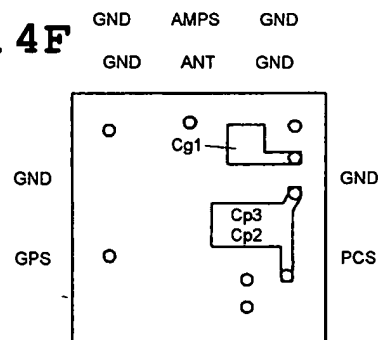 4F
GND AMPS GND
GND ANT GND
Cg1
GND GND
Cp3
Cp2
GPS PCS